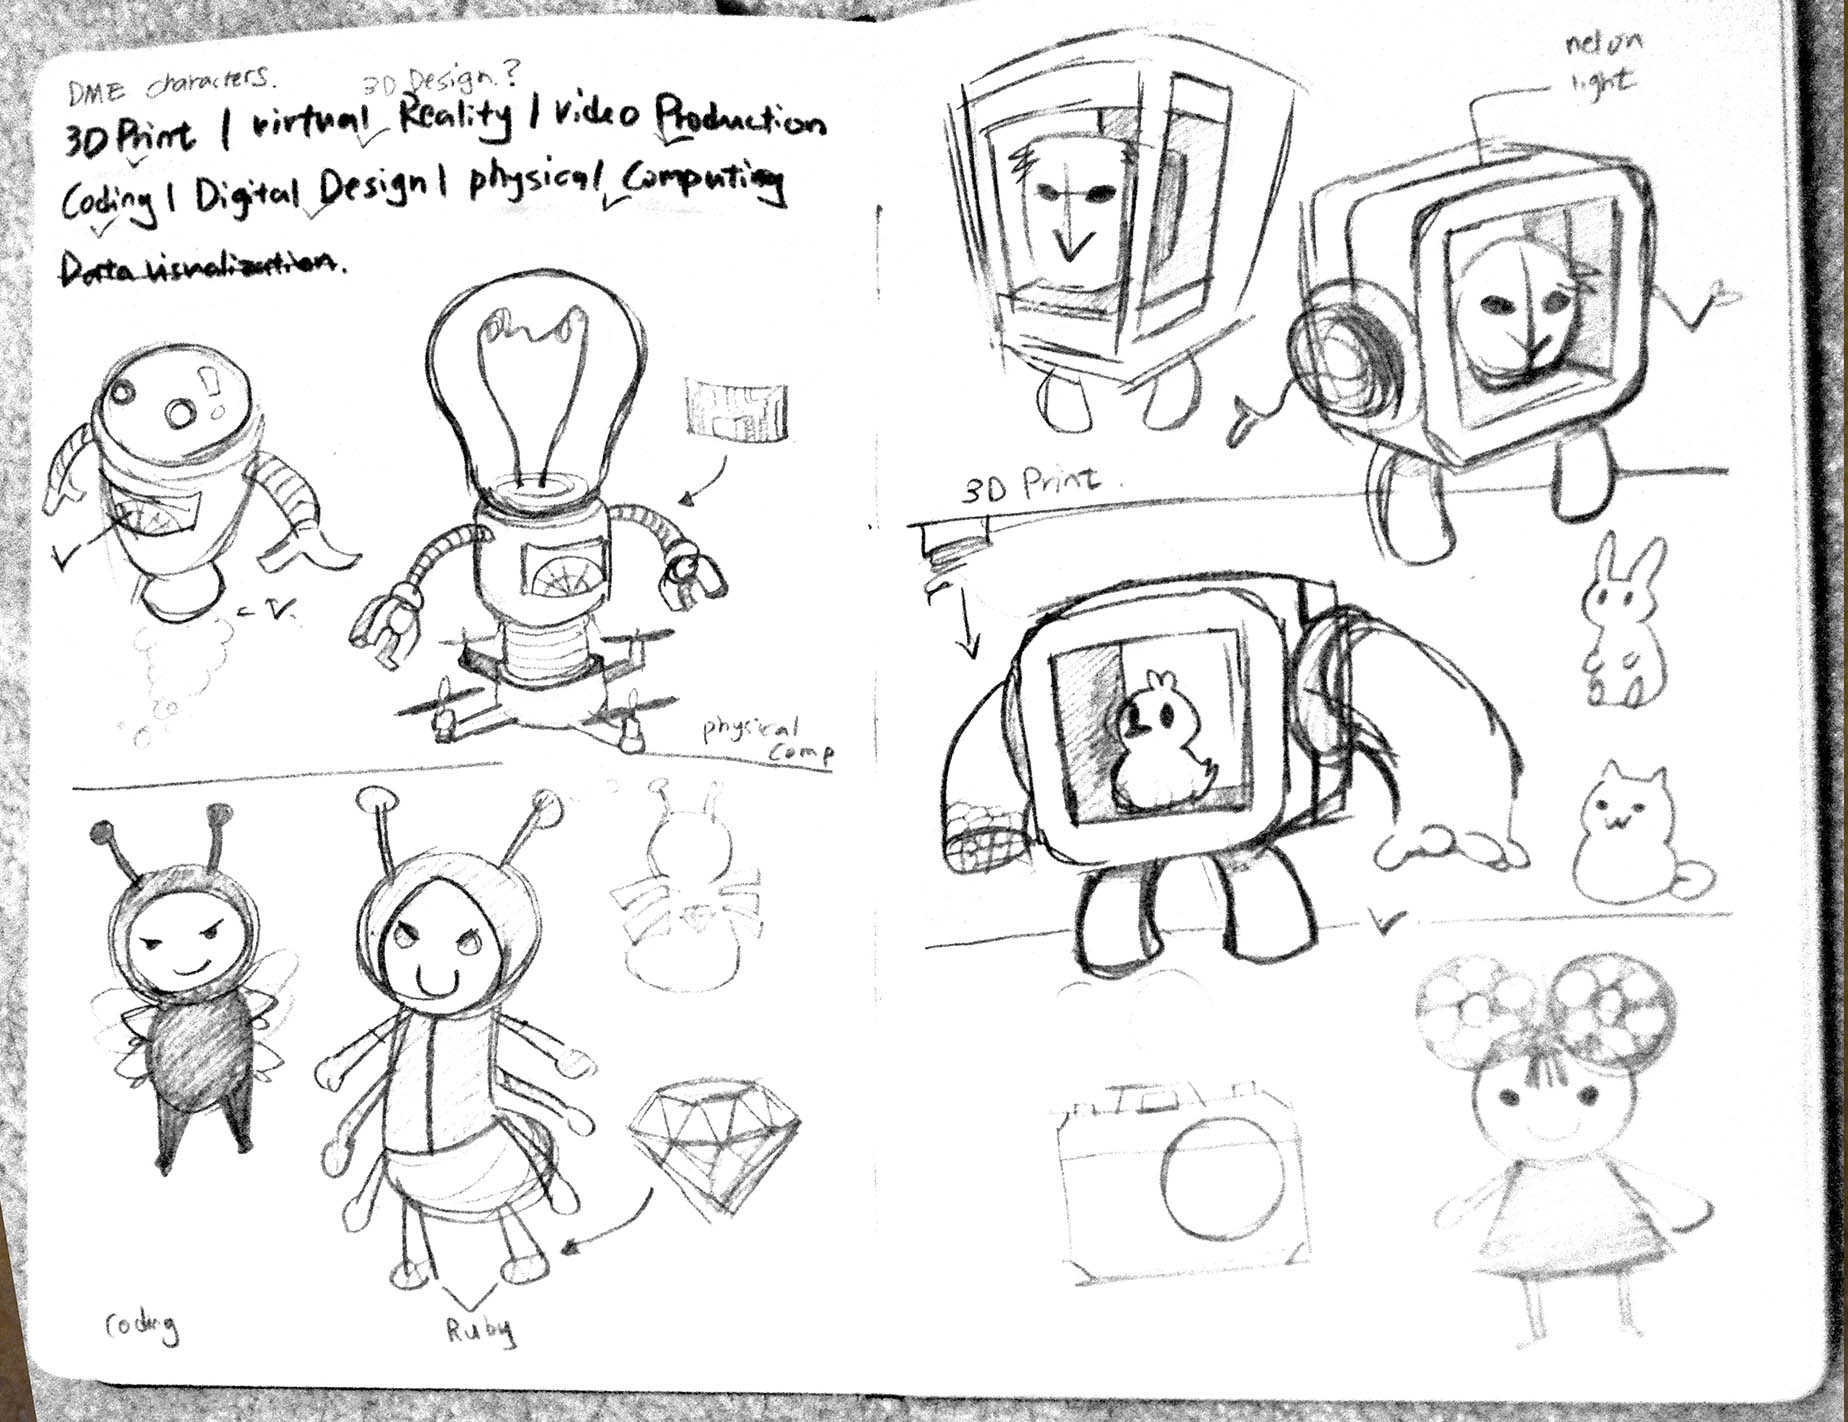 DME characters. 3D Design.?
3D Print | virtual Reality | video Production
Coding | Digital Design | physical Computing
Data visualization.
physical
comp
Coding
Ruby
light
3D Print.